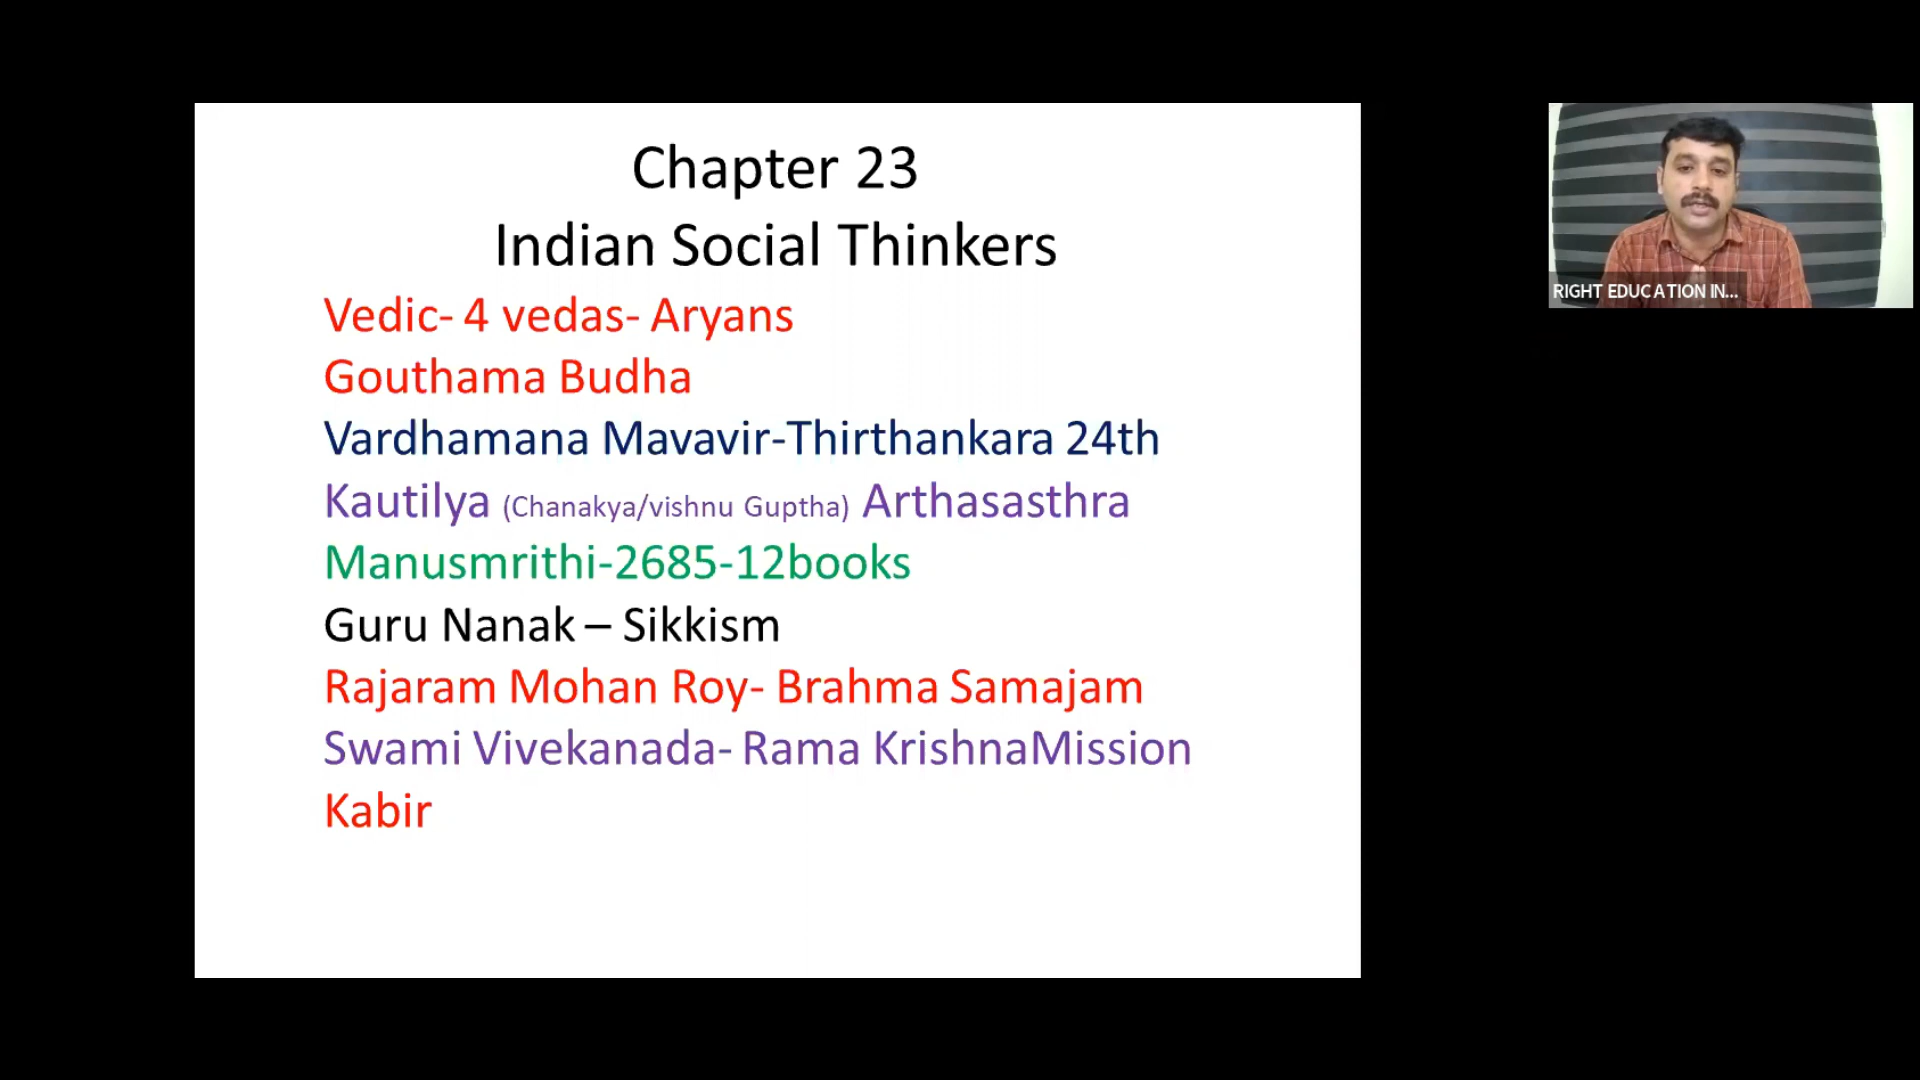 Chapter 23
Indian Social Thinkers
Vedic- 4 vedas- Aryans
Gouthama Budha
Vardhamana Mavavir-Thirthankara 24th
Kautilya (Chanakya/vishnu Guptha) Arthasasthra
Manusmrithi-2685-12books
Guru Nanak – Sikkism
Rajaram Mohan Roy- Brahma Samajam
Swami Vivekanada- Rama KrishnaMission
Kabir
RIGHT EDUCATION IN...